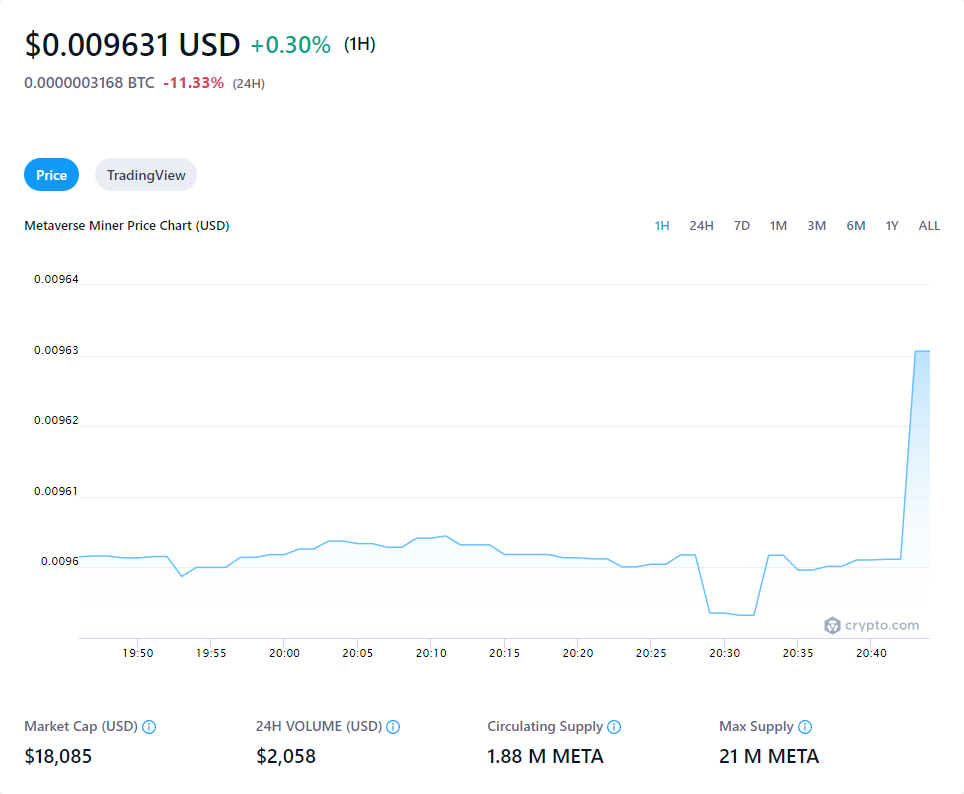 $0.009631 USD +0.30% (1H)
0.0000003168 BTC -11.33% (24H)
Price TradingView
Metaverse Miner Price Chart (USD) 1H 24H 7D 1M 3M 6M 1Y ALL
0.00964
0.00963
0.00962
0.00961
0.0096
crypto.com
19:50 19:55 20:00 20:05 20:10 20:15 20:20 20:25 20:30 20:35 20:40
Market Cap (USD) 24H VOLUME (USD) Circulating Supply Max Supply
$18,085 $2,058 1.88 M META 21 M META